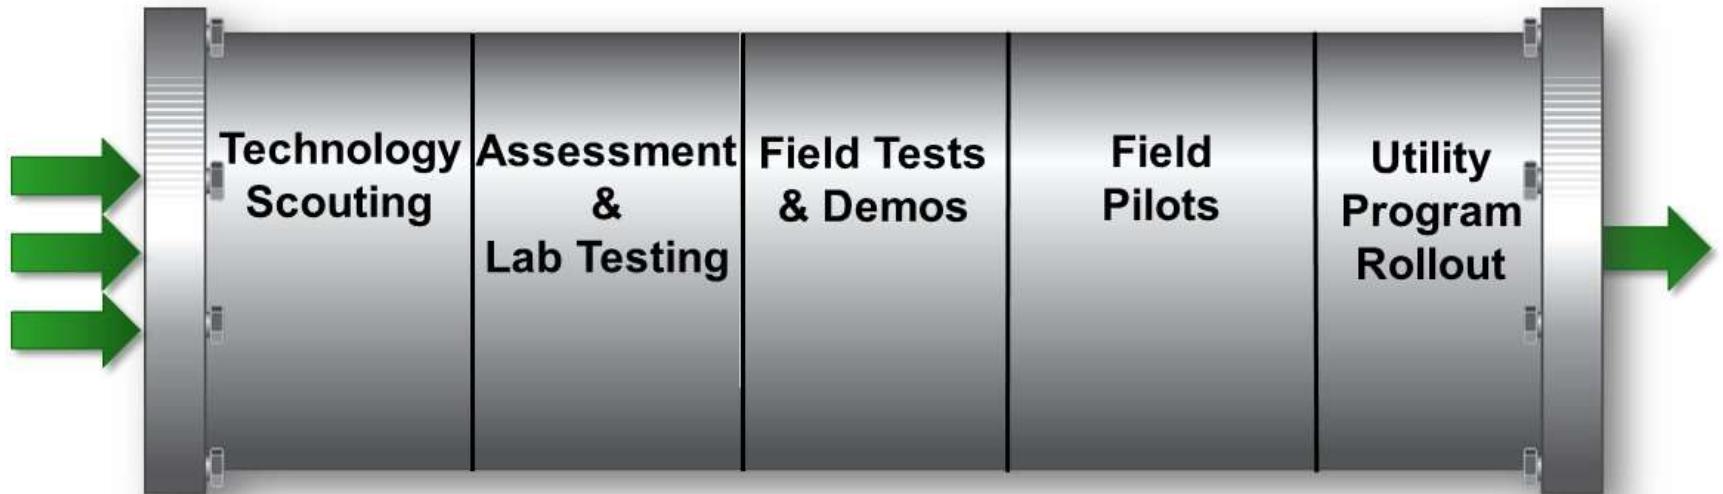 Technology
Scouting
Assessment
&
Lab Testing
Field Tests
& Demos
Field
Pilots
Utility
Program
Rollout